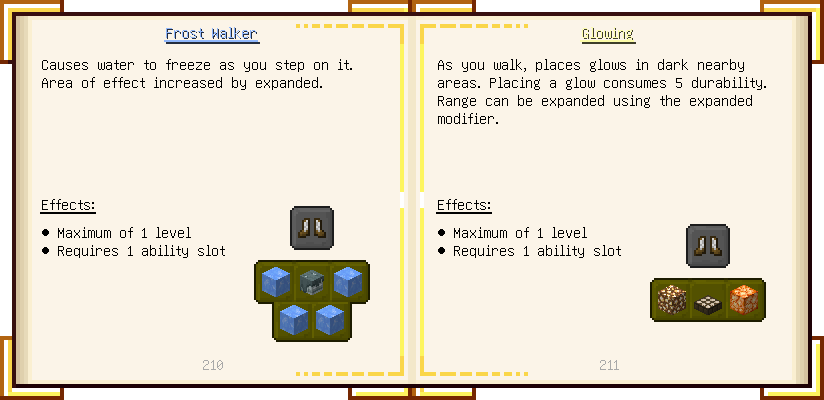 Frost Walker
Causes water to freeze as you step on it.
Area of effect increased by expanded.
Effects:
● Maximum of 1 level
● Requires 1 ability slot
210
Glowing
As you walk, places glows in dark nearby
areas. Placing a glow consumes 5 durability.
Range can be expanded using the expanded
modifier.
Effects:
● Maximum of 1 level
● Requires 1 ability slot
211